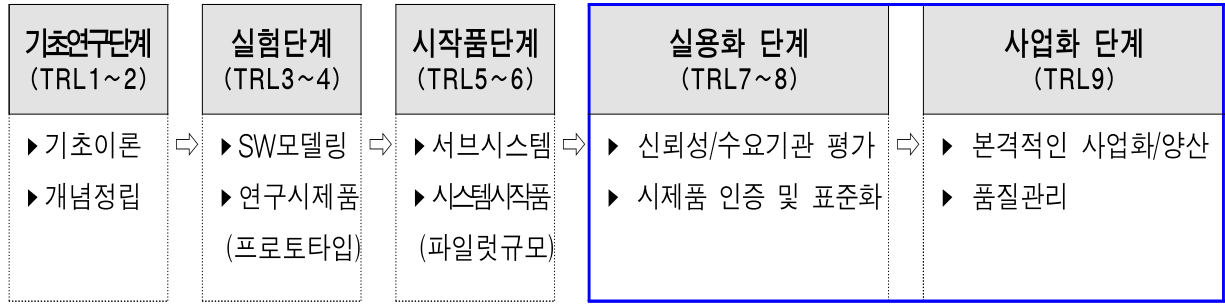 기초연구단계
(TRL1~2)
▶기초이론
▶개념정립
⇨
실험단계
(TRL3~4)
▶SW모델링
▶연구시제품
(프로토타입)
⇨
시작품단계
(TRL5~6)
▶서브시스템
▶시스템시작품
(파일럿규모)
⇨
실용화 단계
(TRL7~8)
▶ 신뢰성/수요기관 평가
▶ 시제품 인증 및 표준화
⇨
사업화 단계
(TRL9)
▶ 본격적인 사업화/양산
▶ 품질관리